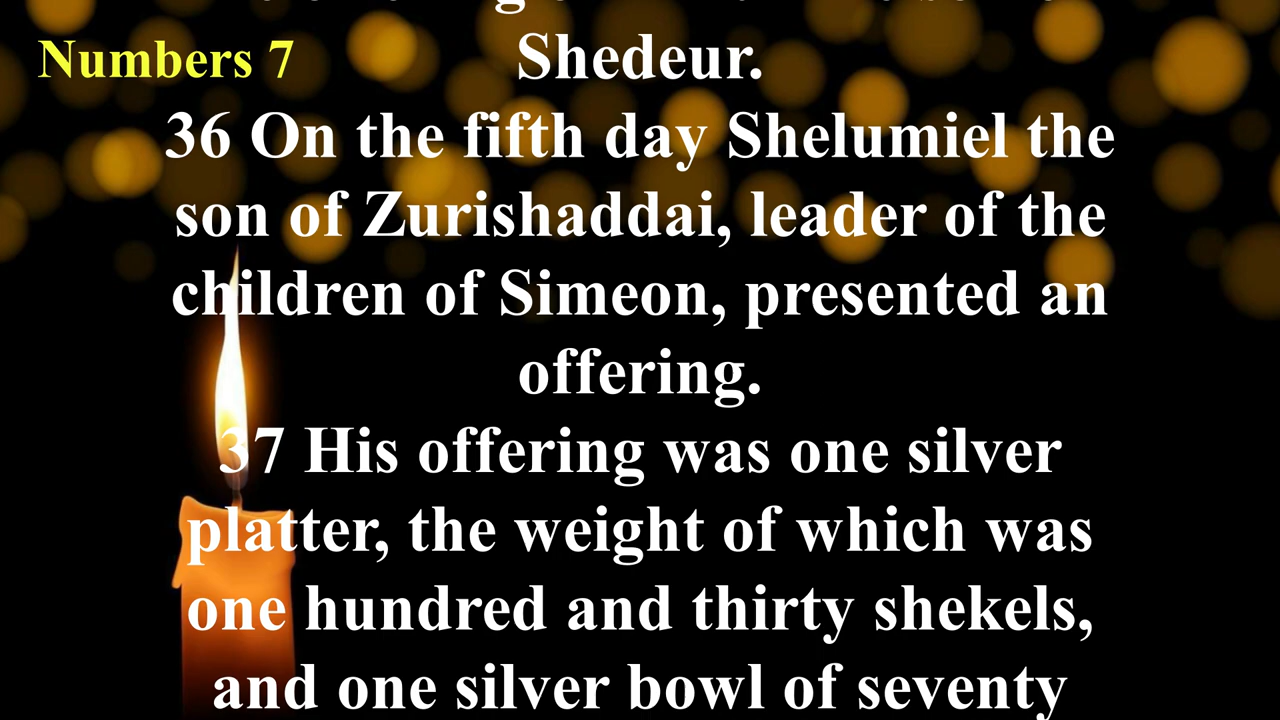 Numbers 7
Shedeur.
36 On the fifth day Shelumiel the
son of Zurishaddai, leader of the
children of Simeon, presented an
offering.
37 His offering was one silver
platter, the weight of which was
one hundred and thirty shekels,
and one silver bowl of seventy